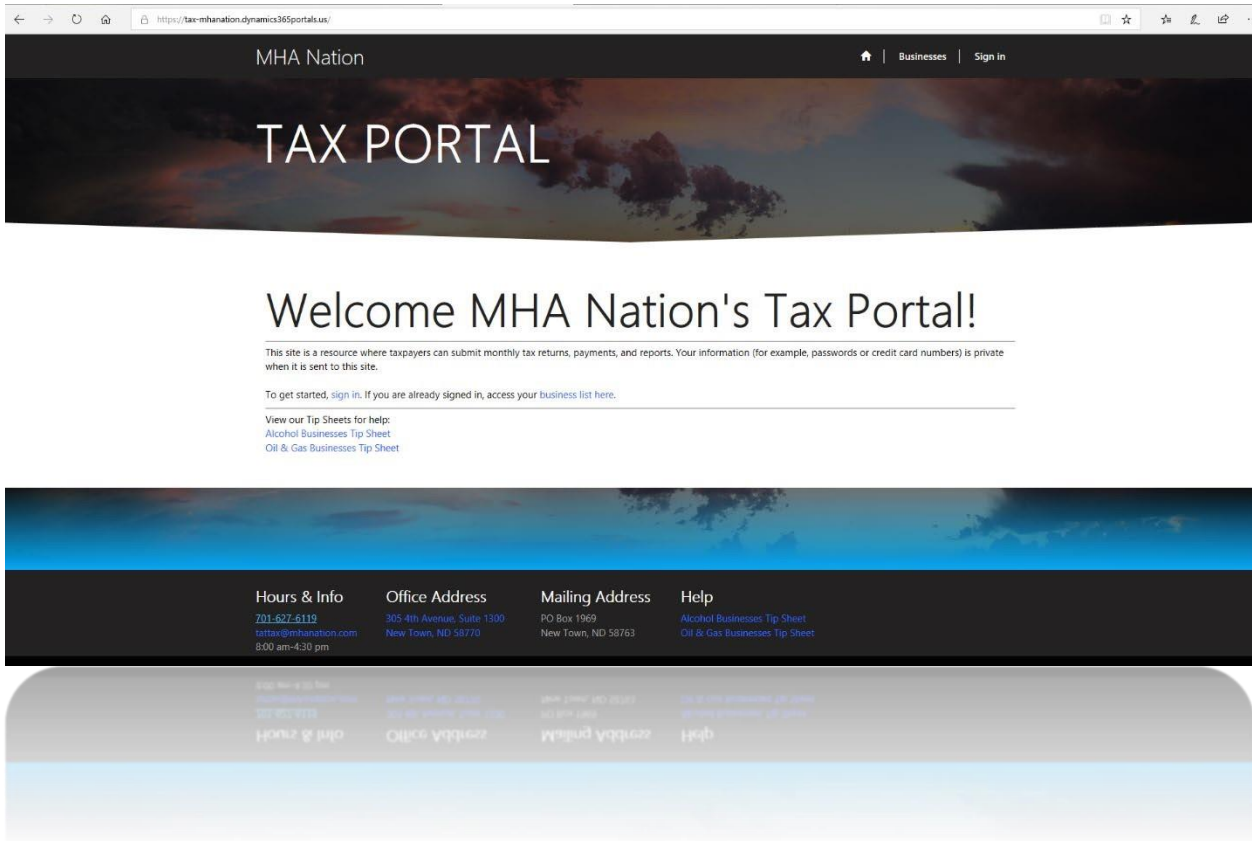 https://tax-mhanation.dynamics365portals.us/
MHA Nation
Businesses
Sign in
TAX PORTAL
Welcome MHA Nation's Tax Portal!
This site is a resource where taxpayers can submit monthly tax returns, payments, and reports. Your information (for example, passwords or credit card numbers) is private
when it is sent to this site.
To get started, sign in. If you are already signed in, access your business list here.
View our Tip Sheets for help:
Alcohol Businesses Tip Sheet
Oil & Gas Businesses Tip Sheet
Hours & Info
701-627-6119
tattax@mhanation.com
8:00 am-4:30 pm
Office Address
305 4th Avenue, Suite 1300
New Town, ND 58770
Mailing Address
PO Box 1969
New Town, ND 58763
Help
Alcohol Businesses Tip Sheet
Oil & Gas Businesses Tip Sheet